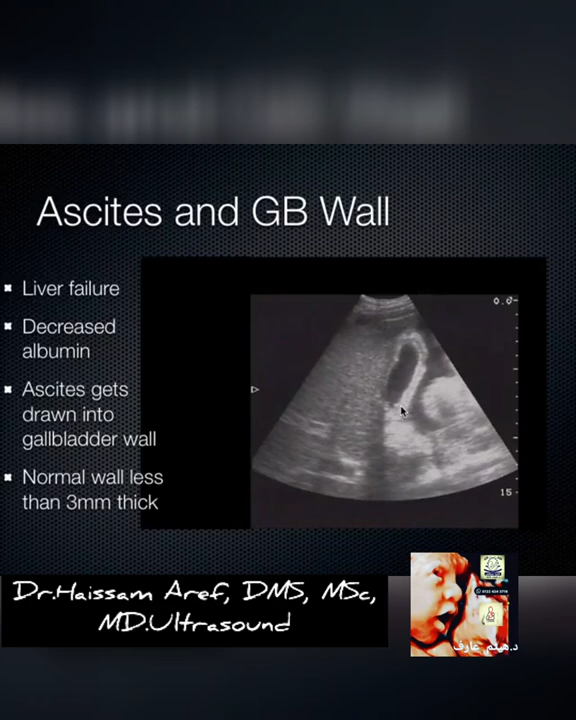 Ascites and GB Wall
Liver failure
Decreased
albumin
Ascites gets
drawn into
gallbladder wall
Normal wall less
than 3mm thick
0.0
15
Dr.Haissam Aref, DMS, MSc,
MD.Ultrasound
د.هيثم عارف